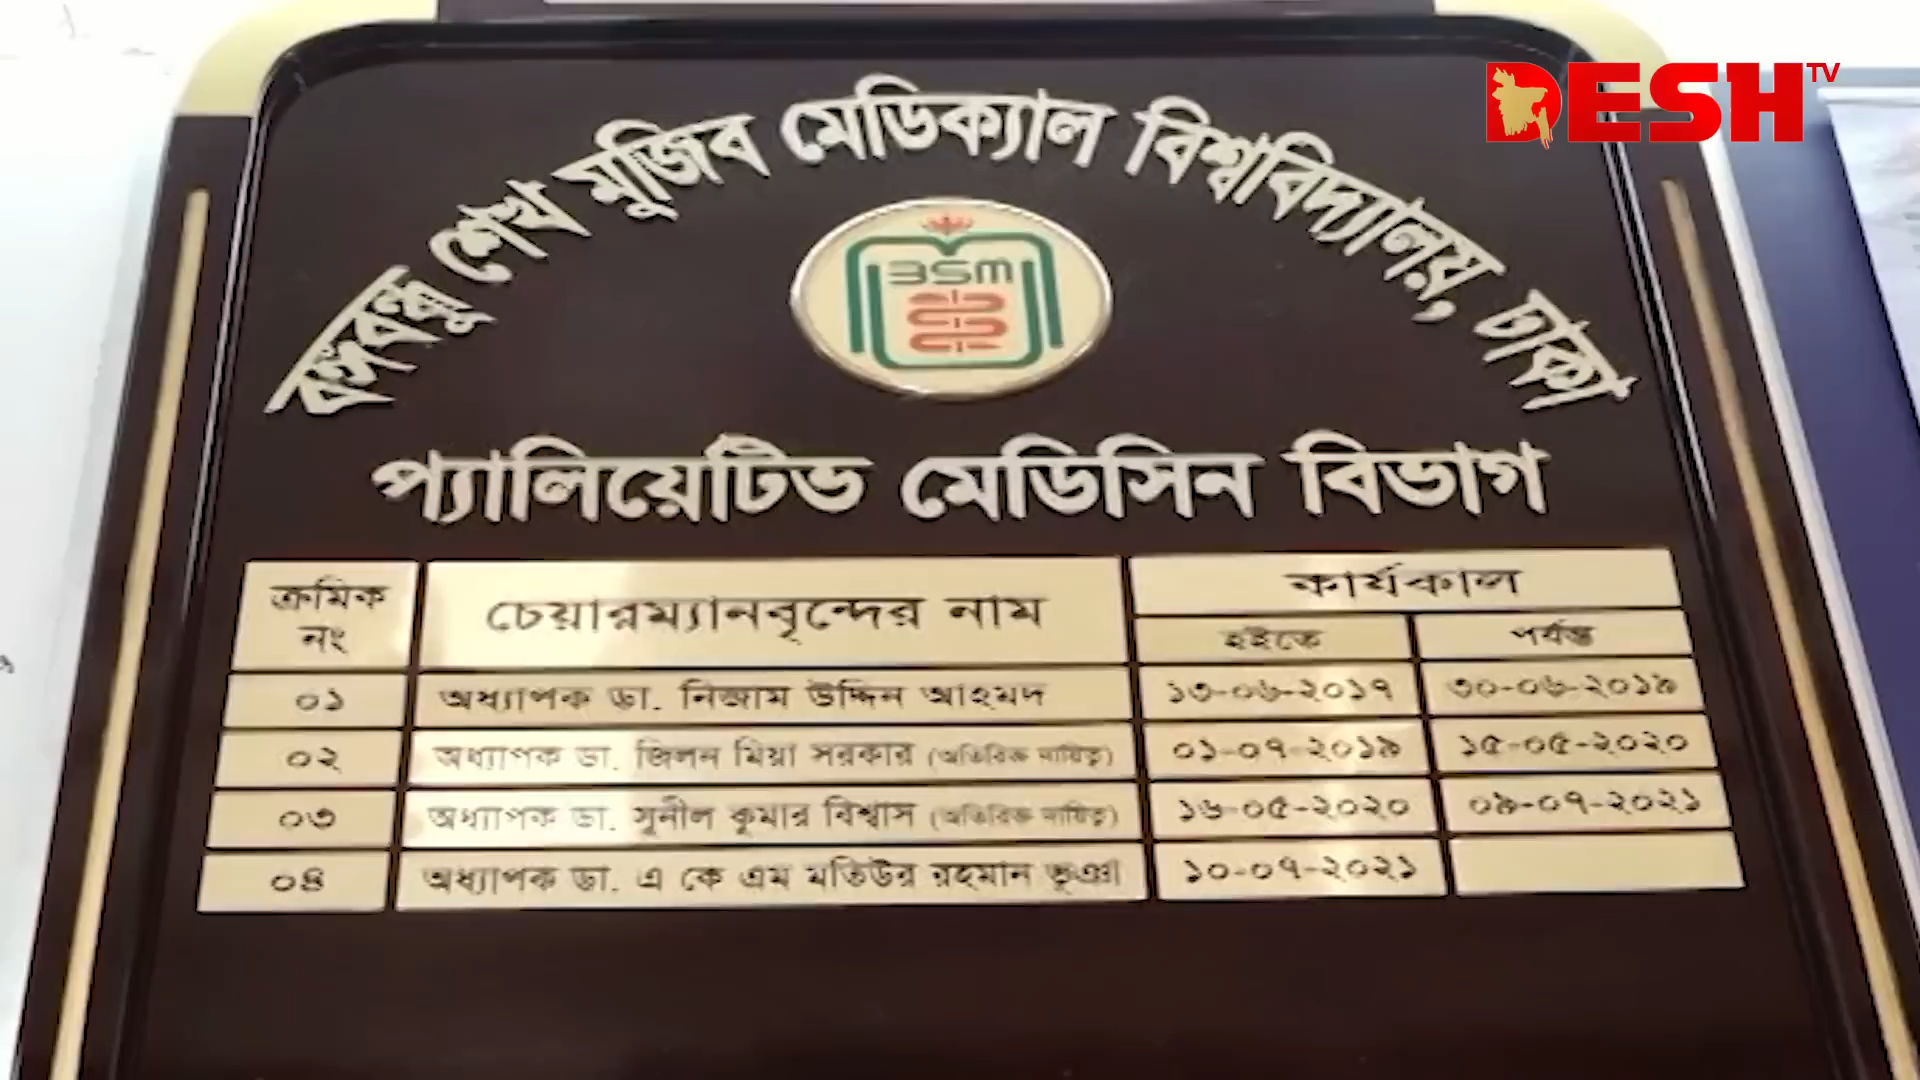 DESH TV
বঙ্গবন্ধু শেখ মুজিব মেডিক্যাল বিশ্ববিদ্যালয়, ঢাকা
BSM
প্যালিয়েটিভ মেডিসিন বিভাগ
ক্রমিক নং চেয়ারম্যানবৃন্দের নাম কার্যকাল
হইতে পর্যন্ত
০১ অধ্যাপক ডা. নিজাম উদ্দিন আহমদ ১৩-০৬-২০১৭ ৩০-০৬-২০১৯
০২ অধ্যাপক ডা. জিলন মিয়া সরকার (অতিরিক্ত দায়িত্ব) ০১-০৭-২০১৯ ১৫-০৫-২০২০
০৩ অধ্যাপক ডা. সুনীল কুমার বিশ্বাস (অতিরিক্ত দায়িত্ব) ১৬-০৫-২০২০ ০৯-০৭-২০২১
০৪ অধ্যাপক ডা. এ কে এম মতিউর রহমান ভূঞা ১০-০৭-২০২১